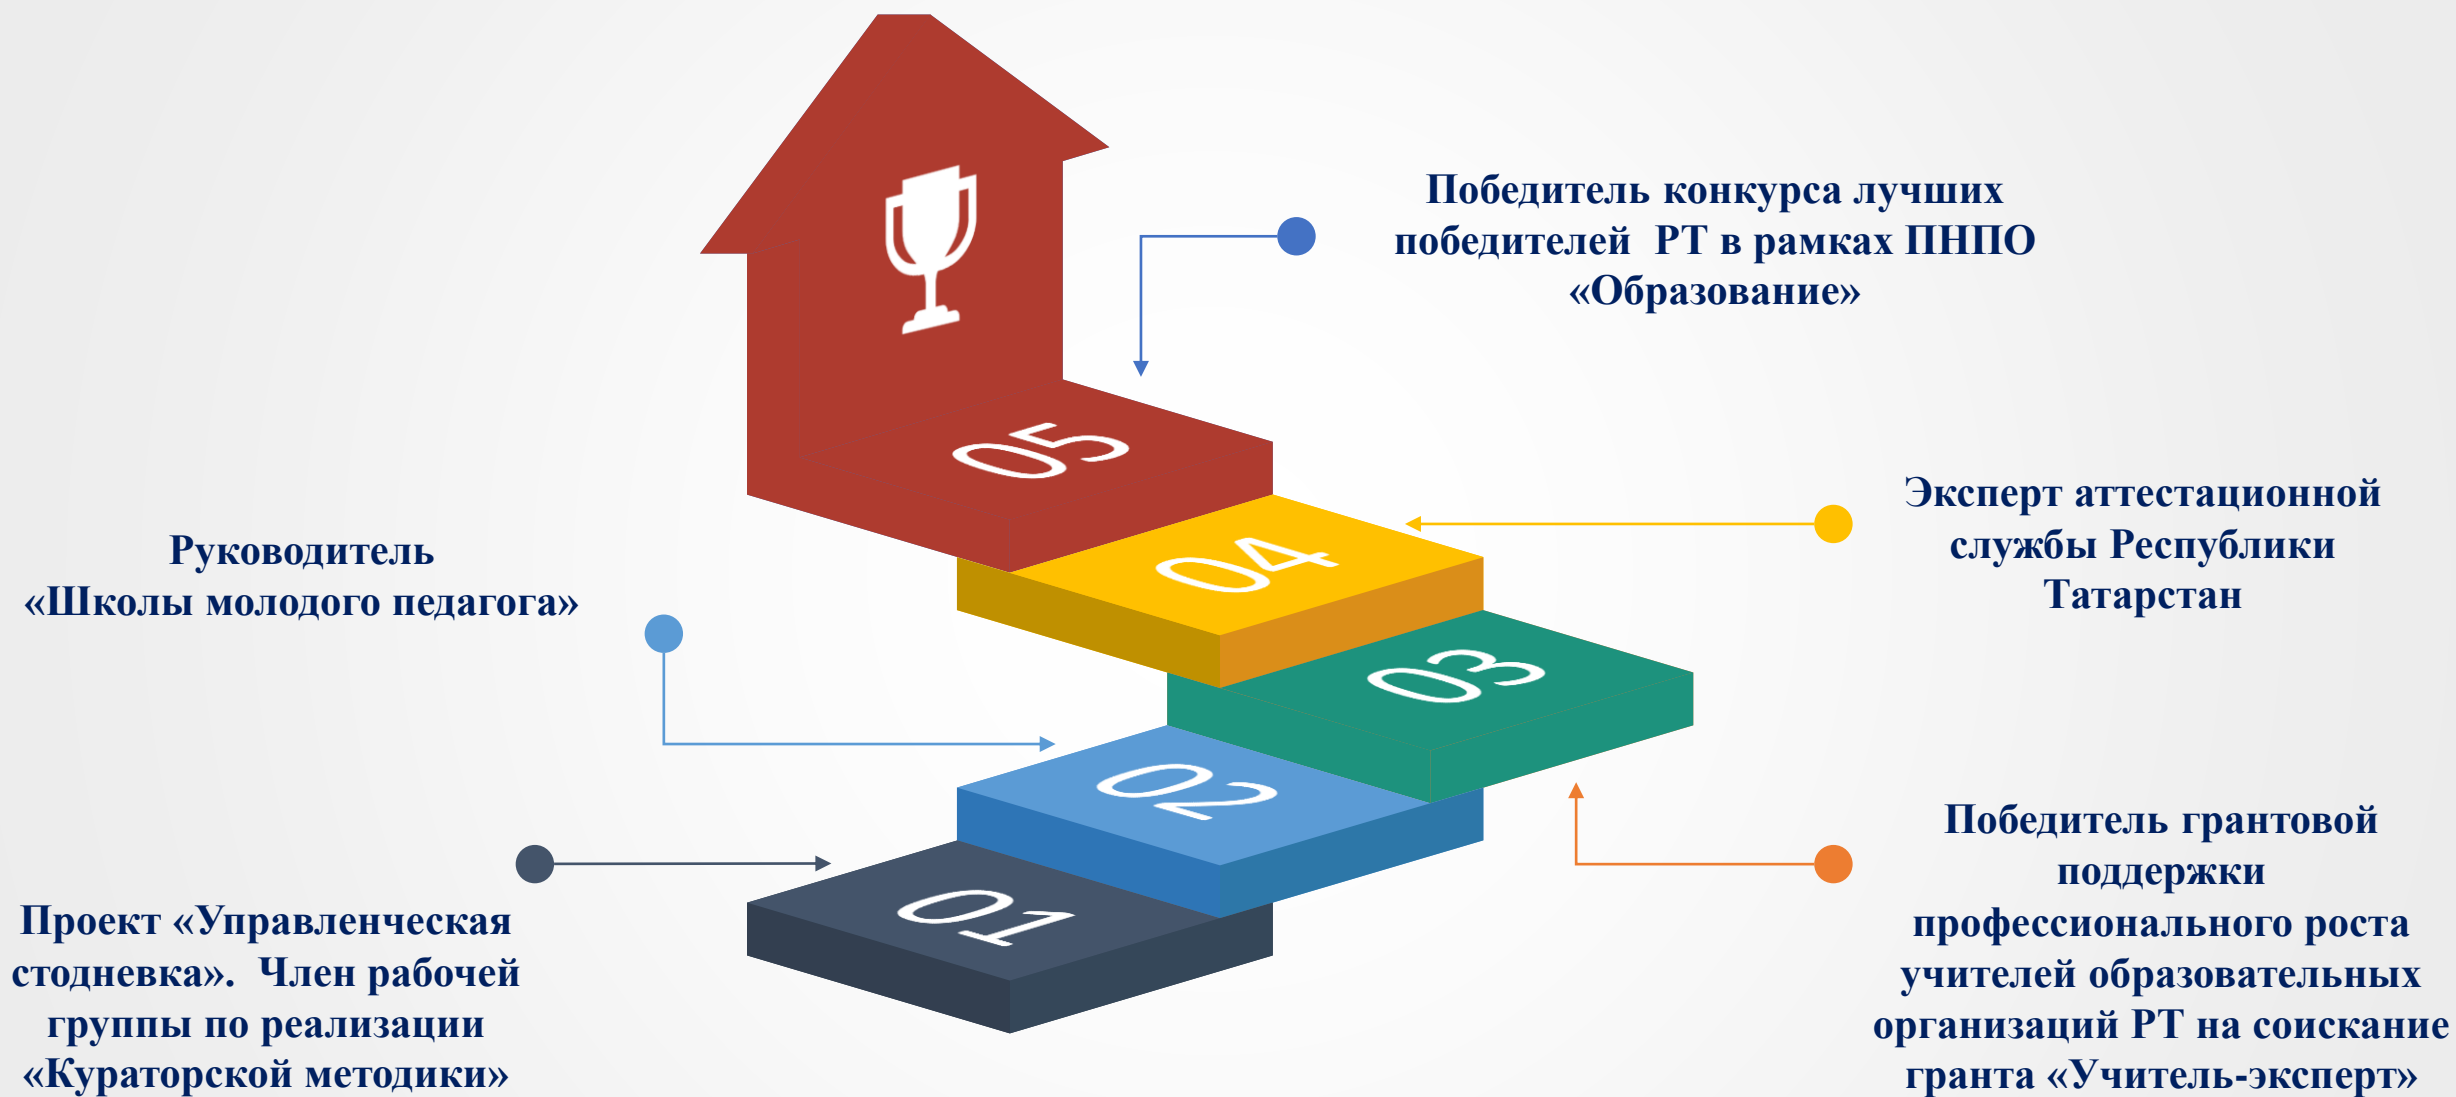 Победитель конкурса лучших
победителей РТ в рамках ПНПО
«Образование»
05
Эксперт аттестационной
службы Республики
Татарстан
04
Руководитель
«Школы молодого педагога»
03
02
Победитель грантовой
поддержки
профессионального роста
учителей образовательных
организаций РТ на соискание
гранта «Учитель-эксперт»
01
Проект «Управленческая
стодневка». Член рабочей
группы по реализации
«Кураторской методики»